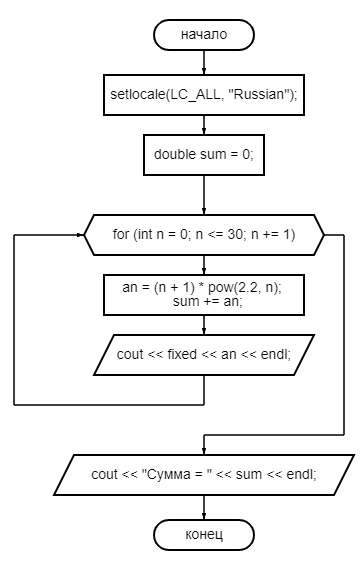 начало
setlocale(LC_ALL, "Russian");
double sum = 0;
for (int n = 0; n <= 30; n += 1)
an = (n + 1) * pow(2.2, n);
sum += an;
cout << fixed << an << endl;
cout << "Сумма = " << sum << endl;
конец